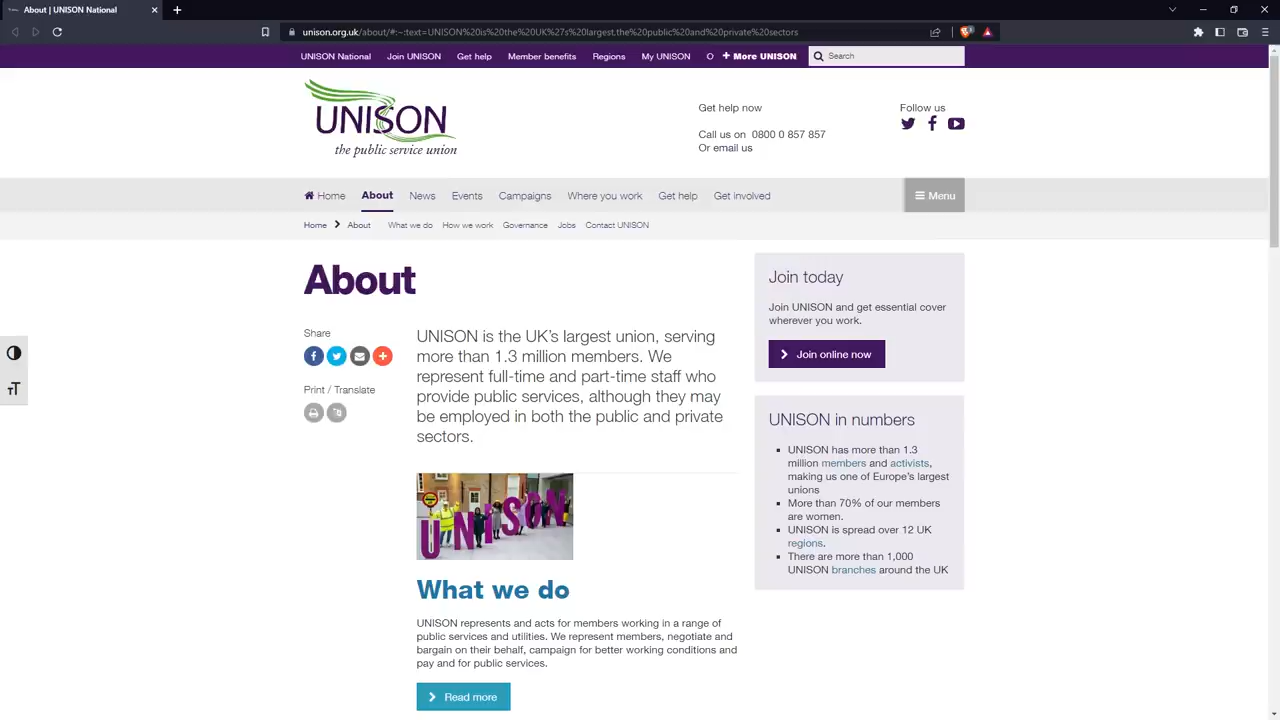 About | UNISON National
unison.org.uk/about/#:~:text=UNISON%20is%20the%20UK%27s%20largest,the%20public%20and%20private%20sectors
UNISON National Join UNISON Get help Member benefits Regions My UNISON O + More UNISON Search
UNISON
the public service union
Get help now
Call us on 0800 0 857 857
Or email us
Follow us
Home About News Events Campaigns Where you work Get help Get involved Menu
Home About What we do How we work Governance Jobs Contact UNISON
About
Share
Print / Translate
UNISON is the UK's largest union, serving
more than 1.3 million members. We
represent full-time and part-time staff who
provide public services, although they may
be employed in both the public and private
sectors.
UNISON
What we do
UNISON represents and acts for members working in a range of
public services and utilities. We represent members, negotiate and
bargain on their behalf, campaign for better working conditions and
pay and for public services.
Read more
Join today
Join UNISON and get essential cover
wherever you work.
Join online now
UNISON in numbers
UNISON has more than 1.3
million members and activists,
making us one of Europe's largest
unions
More than 70% of our members
are women.
UNISON is spread over 12 UK
regions.
There are more than 1,000
UNISON branches around the UK